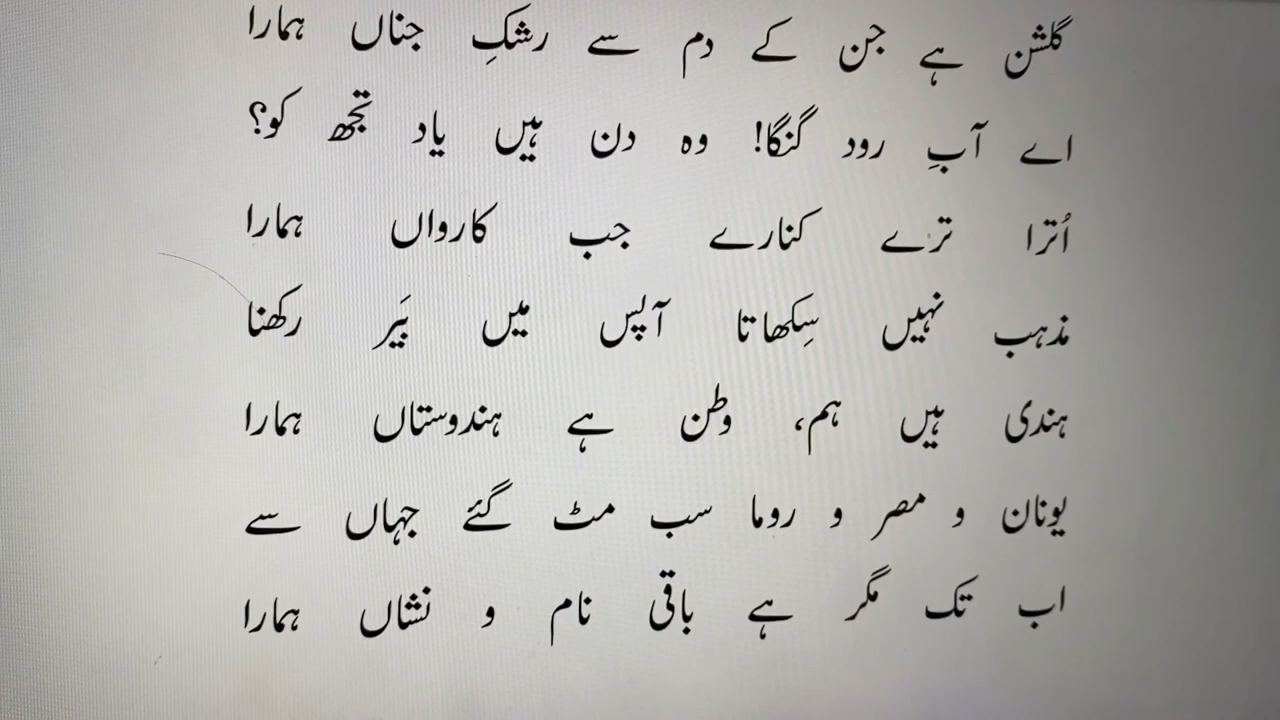 گلشن ہے جن کے دم سے رشکِ جناں ہمارا
اے آبِ رود گنگا! وہ دن ہیں یاد تجھ کو؟
اُترا ترے کنارے جب کارواں ہمارا
مذہب نہیں سِکھاتا آپس میں بَیر رکھنا
ہندی ہیں ہم، وطن ہے ہندوستاں ہمارا
یونان و مصر و روما سب مٹ گئے جہاں سے
اب تک مگر ہے باقی نام و نشاں ہمارا